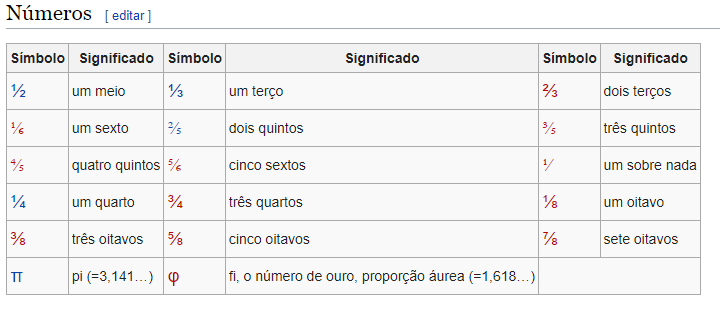 Números [ editar ]
Símbolo Significado Símbolo Significado Símbolo Significado
½ um meio ⅓ um terço ⅔ dois terços
⅙ um sexto ⅖ dois quintos ⅗ três quintos
⅘ quatro quintos ⅚ cinco sextos ⅟ um sobre nada
¼ um quarto ¾ três quartos ⅛ um oitavo
⅜ três oitavos ⅝ cinco oitavos ⅞ sete oitavos
π pi (=3,141…) φ fi, o número de ouro, proporção áurea (=1,618…)